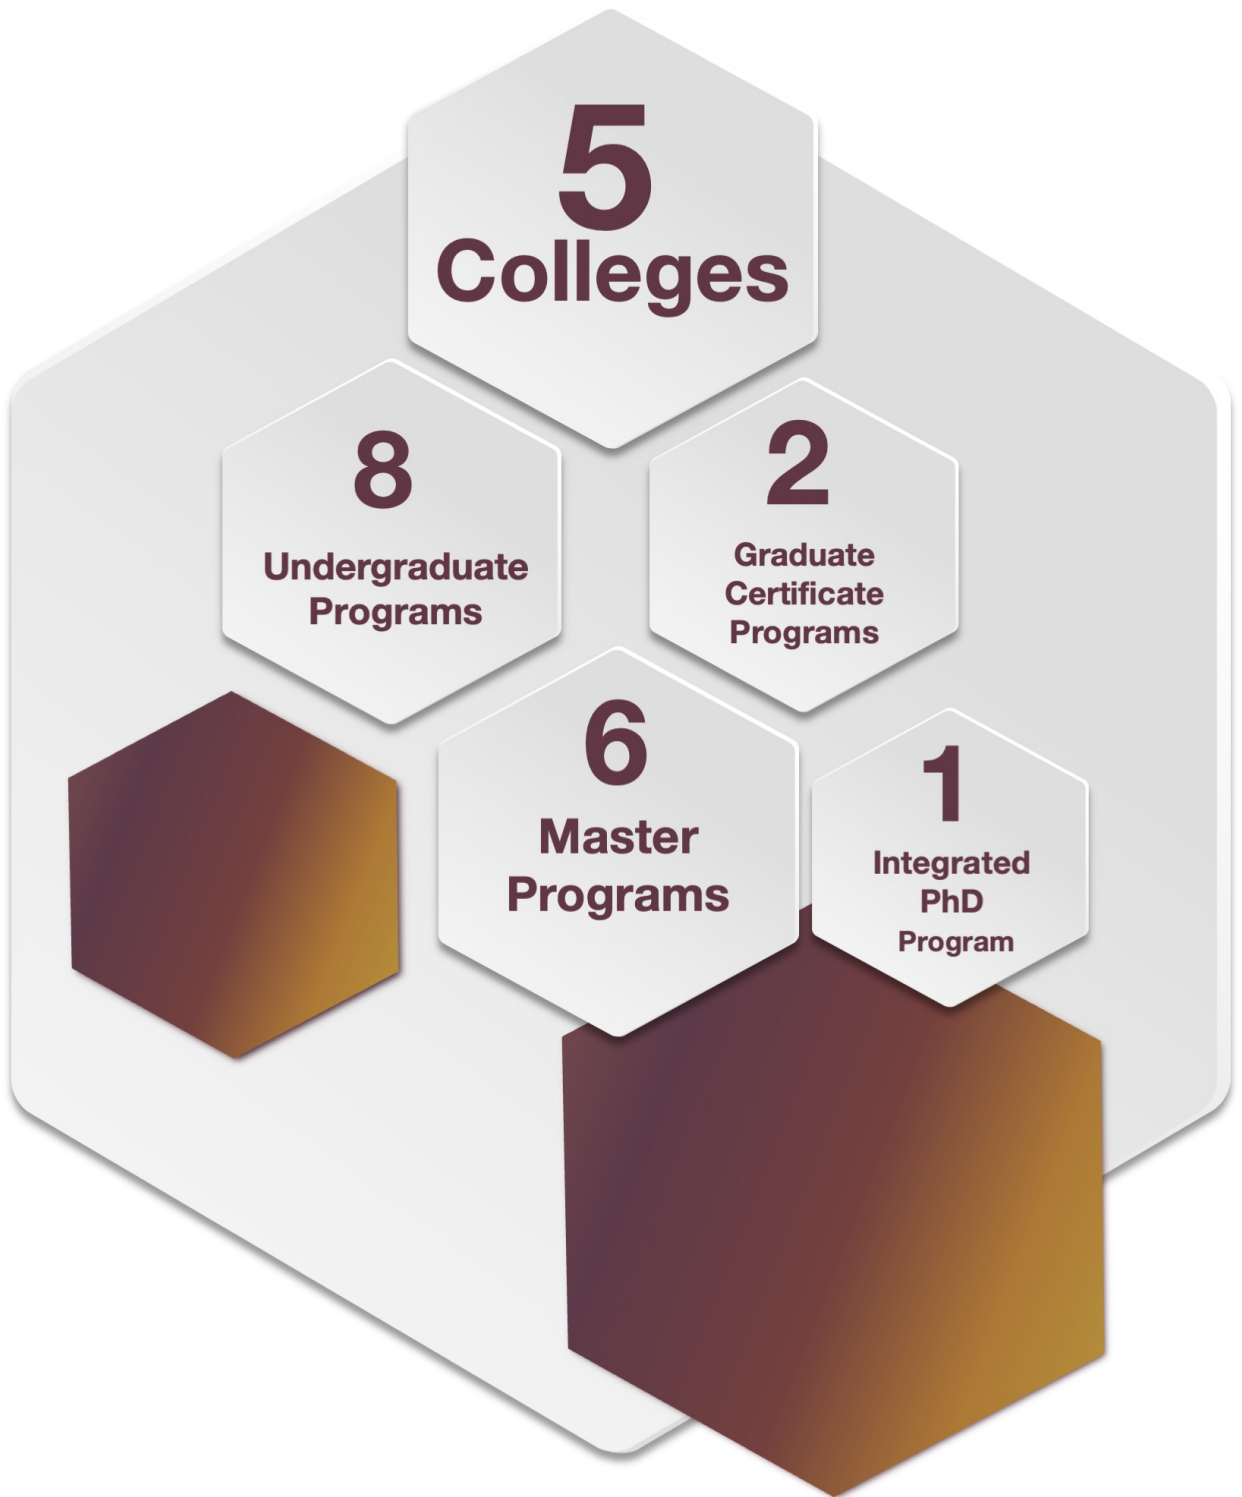 5
Colleges
8
Undergraduate
Programs
2
Graduate
Certificate
Programs
6
Master
Programs
1
Integrated
PhD
Program